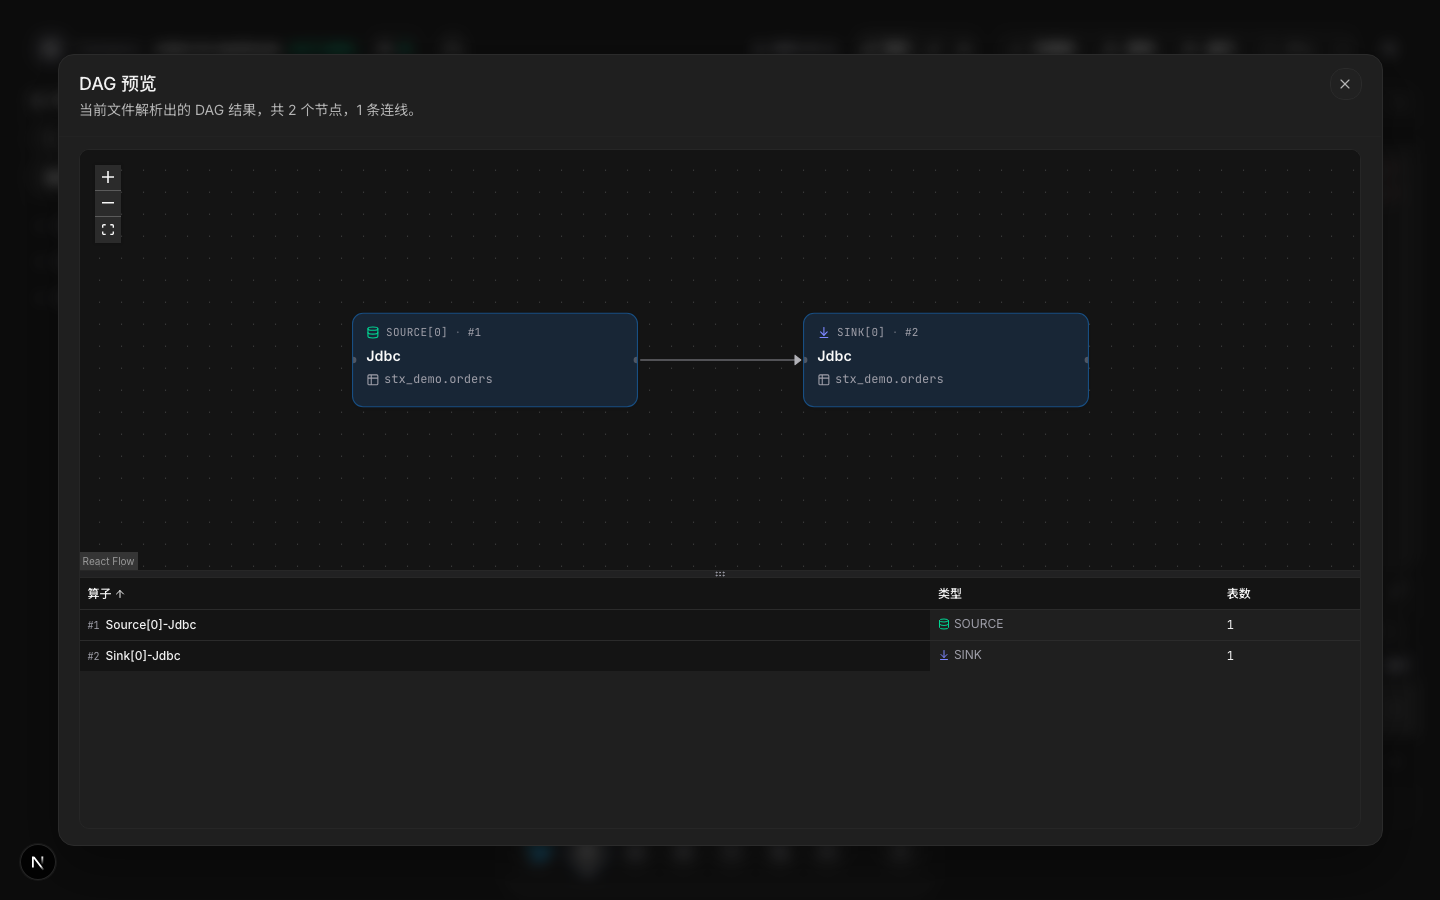 DAG 预览
当前文件解析出的 DAG 结果，共 2 个节点，1 条连线。
SOURCE[0] · #1
Jdbc
stx_demo.orders
SINK[0] · #2
Jdbc
stx_demo.orders
React Flow
算子 ↑ 类型 表数
#1 Source[0]-Jdbc SOURCE 1
#2 Sink[0]-Jdbc SINK 1
N